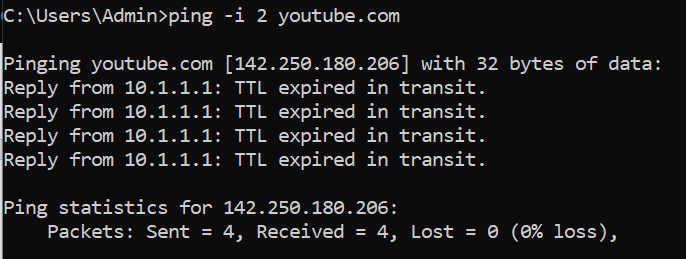 C:\Users\Admin>ping -i 2 youtube.com
Pinging youtube.com [142.250.180.206] with 32 bytes of data:
Reply from 10.1.1.1: TTL expired in transit.
Reply from 10.1.1.1: TTL expired in transit.
Reply from 10.1.1.1: TTL expired in transit.
Reply from 10.1.1.1: TTL expired in transit.
Ping statistics for 142.250.180.206:
    Packets: Sent = 4, Received = 4, Lost = 0 (0% loss),